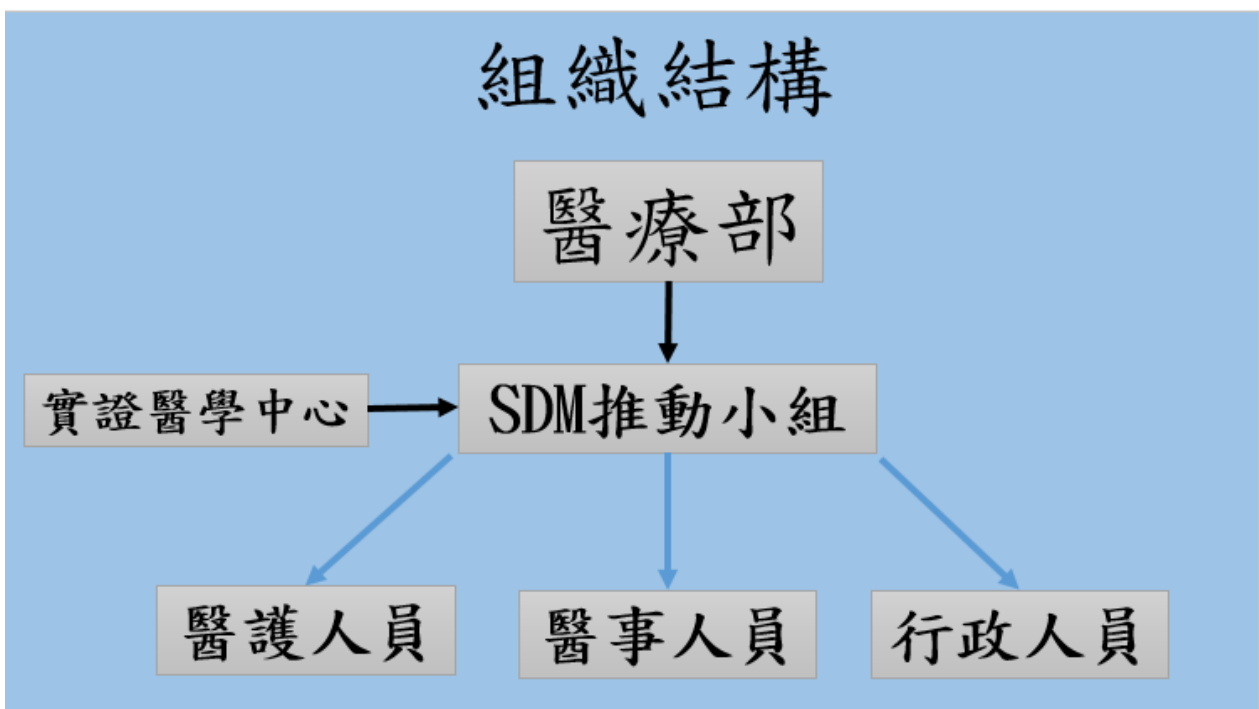 組織結構
醫療部
實證醫學中心
SDM推動小組
醫護人員
醫事人員
行政人員